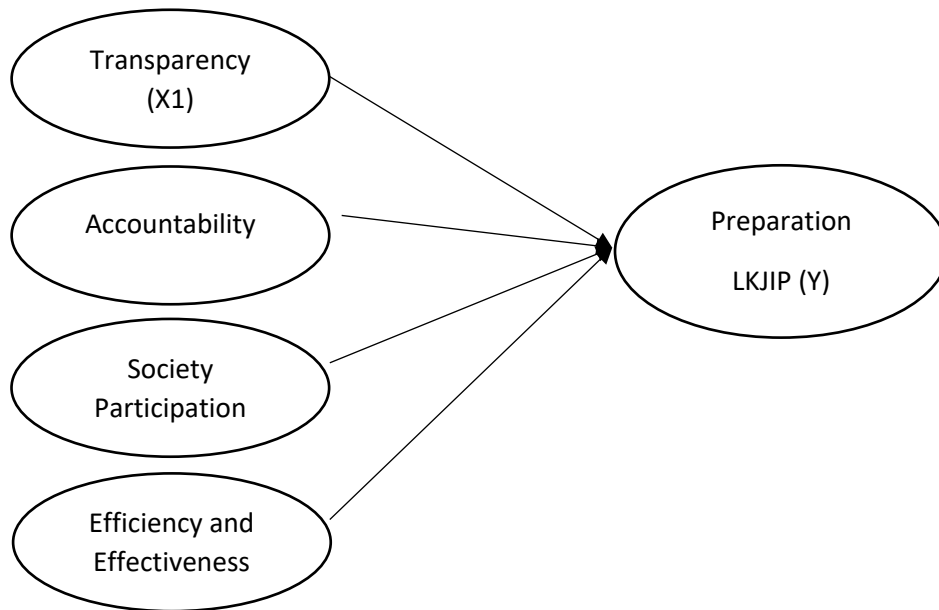 Transparency
(X1)
Accountability
Society
Participation
Efficiency and
Effectiveness
Preparation
LKJIP (Y)